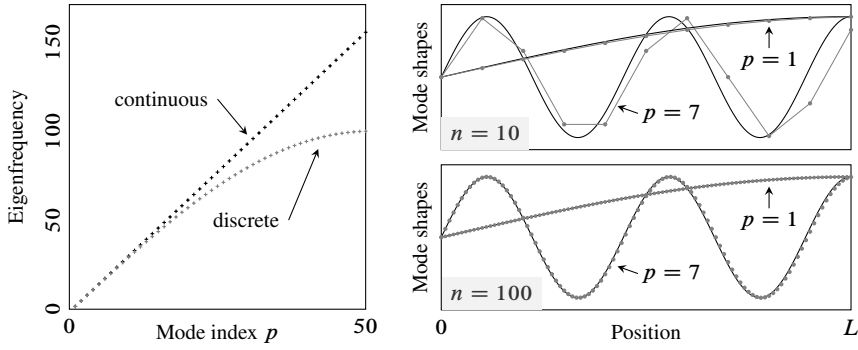 Eigenfrequency
0
50
100
150
continuous
discrete
0
Mode index p
50
Mode shapes
p = 1
p = 7
n = 10
Mode shapes
p = 1
p = 7
n = 100
0
Position
L